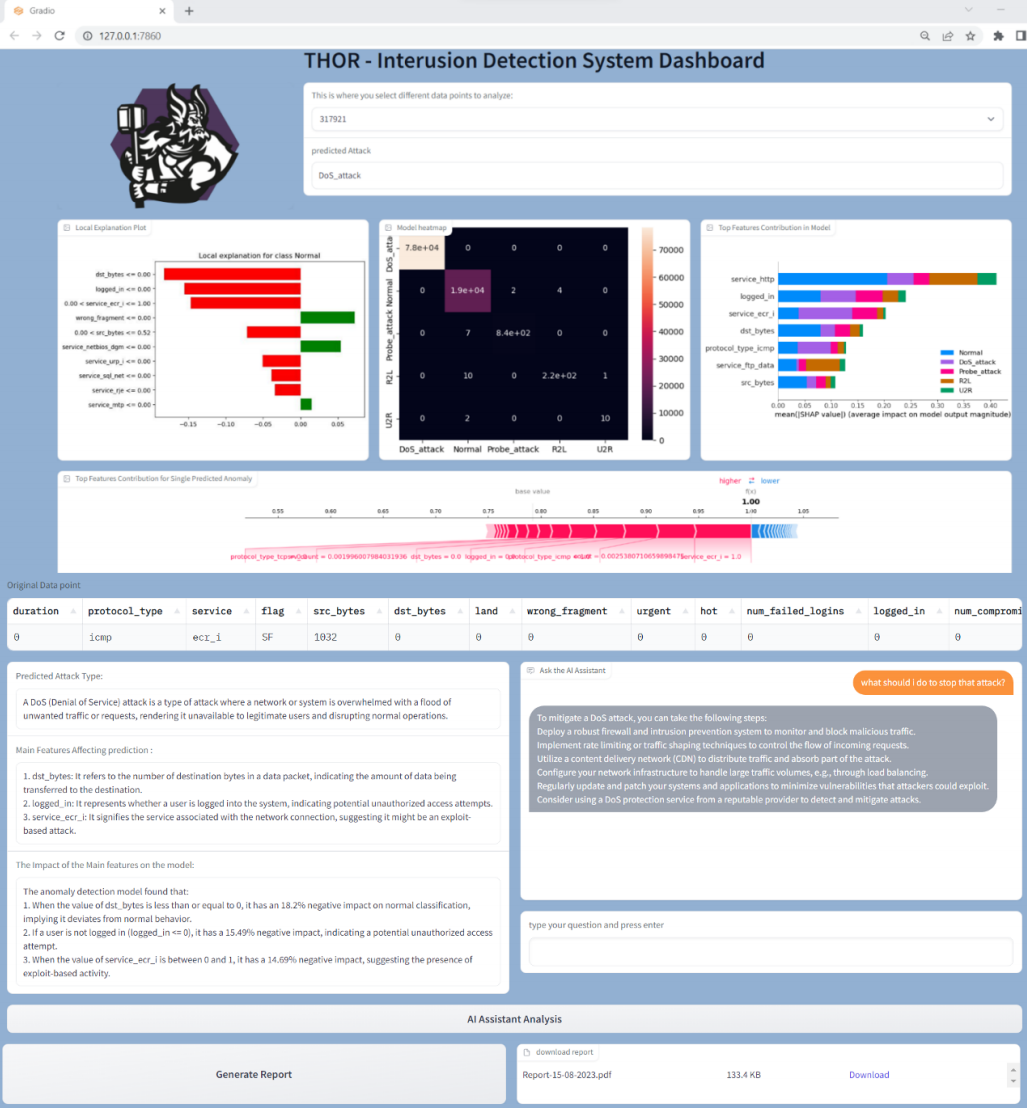 Gradio
127.0.0.1:7860
THOR - Interusion Detection System Dashboard
This is where you select different data points to analyze:
317921
predicted Attack
DoS_attack
Local Explanation Plot
Local explanation for class Normal
dst_bytes <= 0.00
logged_in <= 0.00
0.00 < service_ecr_i <= 1.00
wrong_fragment <= 0.00
0.00 < src_bytes <= 0.52
service_netbios_dgm <= 0.00
service_urp_i <= 0.00
service_sql_net <= 0.00
service_rje <= 0.00
service_mtp <= 0.00
−0.15 −0.10 −0.05 0.00 0.05
Model heatmap
DoS_atta
Normal
Probe_attack
R2L
U2R
7.8e+04 0 0 0 0
0 1.9e+04 2 4 0
0 7 8.4e+02 0 0
0 10 0 2.2e+02 1
0 2 0 0 10
DoS_attack Normal Probe_attack R2L U2R
70000
60000
50000
40000
30000
20000
10000
0
Top Features Contribution in Model
service_http
logged_in
service_ecr_i
dst_bytes
protocol_type_icmp
service_ftp_data
src_bytes
Normal
DoS_attack
Probe_attack
R2L
U2R
0.00 0.05 0.10 0.15 0.20 0.25 0.30 0.35 0.40
mean(|SHAP value|) (average impact on model output magnitude)
Top Features Contribution for Single Predicted Anomaly
higher ⇄ lower
base value
f(x)
1.00
0.55 0.60 0.65 0.70 0.75 0.80 0.85 0.90 0.95 1.00 1.05
dst_bytes = 0.0
service_ecr_i = 1.0
Original Data point
duration protocol_type service flag src_bytes dst_bytes land wrong_fragment urgent hot num_failed_logins logged_in num_compromi
0 icmp ecr_i SF 1032 0 0 0 0 0 0 0 0
Predicted Attack Type:
A DoS (Denial of Service) attack is a type of attack where a network or system is overwhelmed with a flood of
unwanted traffic or requests, rendering it unavailable to legitimate users and disrupting normal operations.
Main Features Affecting prediction :
1. dst_bytes: It refers to the number of destination bytes in a data packet, indicating the amount of data being
transferred to the destination.
2. logged_in: It represents whether a user is logged into the system, indicating potential unauthorized access attempts.
3. service_ecr_i: It signifies the service associated with the network connection, suggesting it might be an exploit-
based attack.
The Impact of the Main features on the model:
The anomaly detection model found that:
1. When the value of dst_bytes is less than or equal to 0, it has an 18.2% negative impact on normal classification,
implying it deviates from normal behavior.
2. If a user is not logged in (logged_in <= 0), it has a 15.49% negative impact, indicating a potential unauthorized access
attempt.
3. When the value of service_ecr_i is between 0 and 1, it has a 14.69% negative impact, suggesting the presence of
exploit-based activity.
Ask the AI Assistant
what should i do to stop that attack?
To mitigate a DoS attack, you can take the following steps:
Deploy a robust firewall and intrusion prevention system to monitor and block malicious traffic.
Implement rate limiting or traffic shaping techniques to control the flow of incoming requests.
Utilize a content delivery network (CDN) to distribute traffic and absorb part of the attack.
Configure your network infrastructure to handle large traffic volumes, e.g., through load balancing.
Regularly update and patch your systems and applications to minimize vulnerabilities that attackers could exploit.
Consider using a DoS protection service from a reputable provider to detect and mitigate attacks.
type your question and press enter
AI Assistant Analysis
Generate Report
download report
Report-15-08-2023.pdf 133.4 KB Download